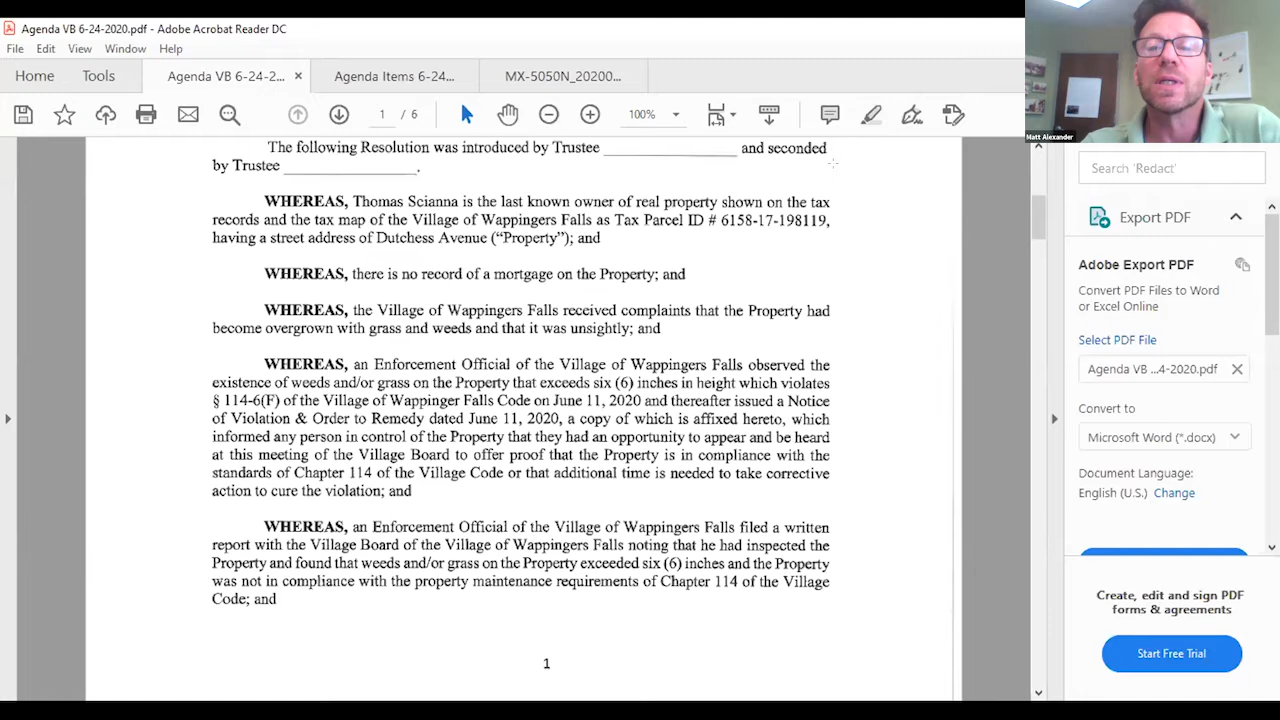 Agenda VB 6-24-2020.pdf - Adobe Acrobat Reader DC
File Edit View Window Help
Home Tools Agenda VB 6-24-2... × Agenda Items 6-24... MX-5050N_20200...
1 / 6 100%
Matt Alexander
The following Resolution was introduced by Trustee ______________ and seconded
by Trustee ______________.
WHEREAS, Thomas Scianna is the last known owner of real property shown on the tax
records and the tax map of the Village of Wappingers Falls as Tax Parcel ID # 6158-17-198119,
having a street address of Dutchess Avenue (“Property”); and
WHEREAS, there is no record of a mortgage on the Property; and
WHEREAS, the Village of Wappingers Falls received complaints that the Property had
become overgrown with grass and weeds and that it was unsightly; and
WHEREAS, an Enforcement Official of the Village of Wappingers Falls observed the
existence of weeds and/or grass on the Property that exceeds six (6) inches in height which violates
§ 114-6(F) of the Village of Wappinger Falls Code on June 11, 2020 and thereafter issued a Notice
of Violation & Order to Remedy dated June 11, 2020, a copy of which is affixed hereto, which
informed any person in control of the Property that they had an opportunity to appear and be heard
at this meeting of the Village Board to offer proof that the Property is in compliance with the
standards of Chapter 114 of the Village Code or that additional time is needed to take corrective
action to cure the violation; and
WHEREAS, an Enforcement Official of the Village of Wappingers Falls filed a written
report with the Village Board of the Village of Wappingers Falls noting that he had inspected the
Property and found that weeds and/or grass on the Property exceeded six (6) inches and the Property
was not in compliance with the property maintenance requirements of Chapter 114 of the Village
Code; and
1
Search 'Redact'
Export PDF
Adobe Export PDF
Convert PDF Files to Word
or Excel Online
Select PDF File
Agenda VB ...4-2020.pdf
Convert to
Microsoft Word (*.docx)
Document Language:
English (U.S.) Change
Create, edit and sign PDF
forms & agreements
Start Free Trial